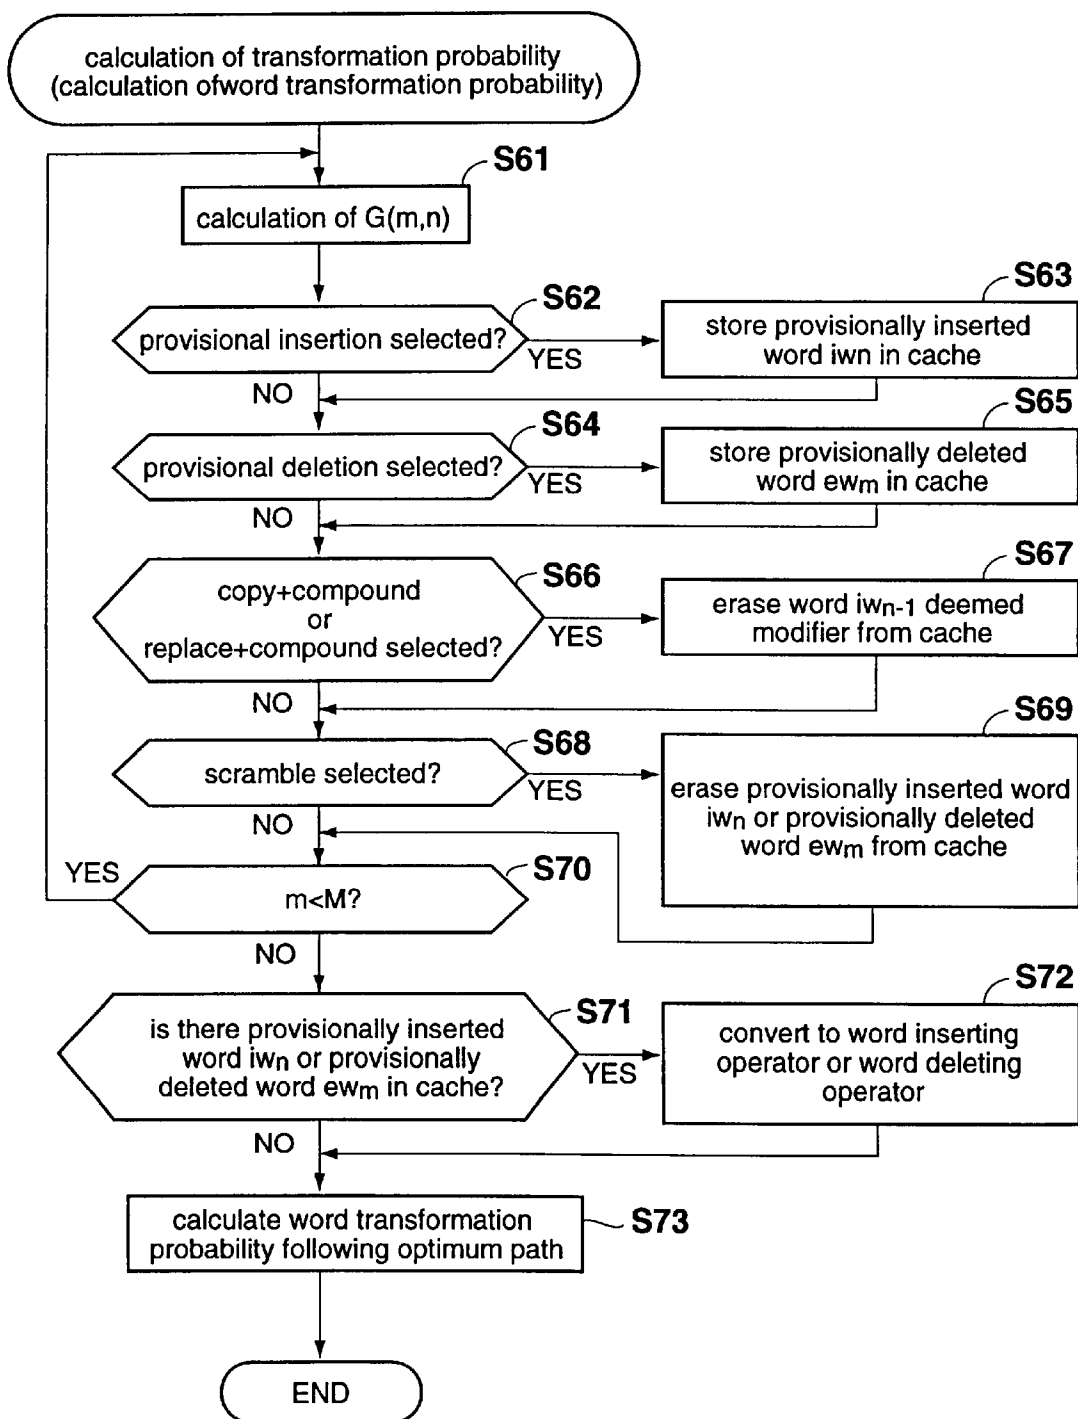 calculation of transformation probability
(calculation ofword transformation probability)
S61
calculation of G(m,n)
S62
provisional insertion selected?
YES
NO
S63
store provisionally inserted
word iwn in cache
S64
provisional deletion selected?
YES
NO
S65
store provisionally deleted
word ewm in cache
S66
copy+compound
or
replace+compound selected?
YES
NO
S67
erase word iwn-1 deemed
modifier from cache
S68
scramble selected?
YES
NO
S69
erase provisionally inserted word
iwn or provisionally deleted
word ewm from cache
S70
YES
m<M?
NO
S71
is there provisionally inserted
word iwn or provisionally
deleted word ewm in cache?
YES
NO
S72
convert to word inserting
operator or word deleting
operator
calculate word transformation
probability following optimum path
S73
END